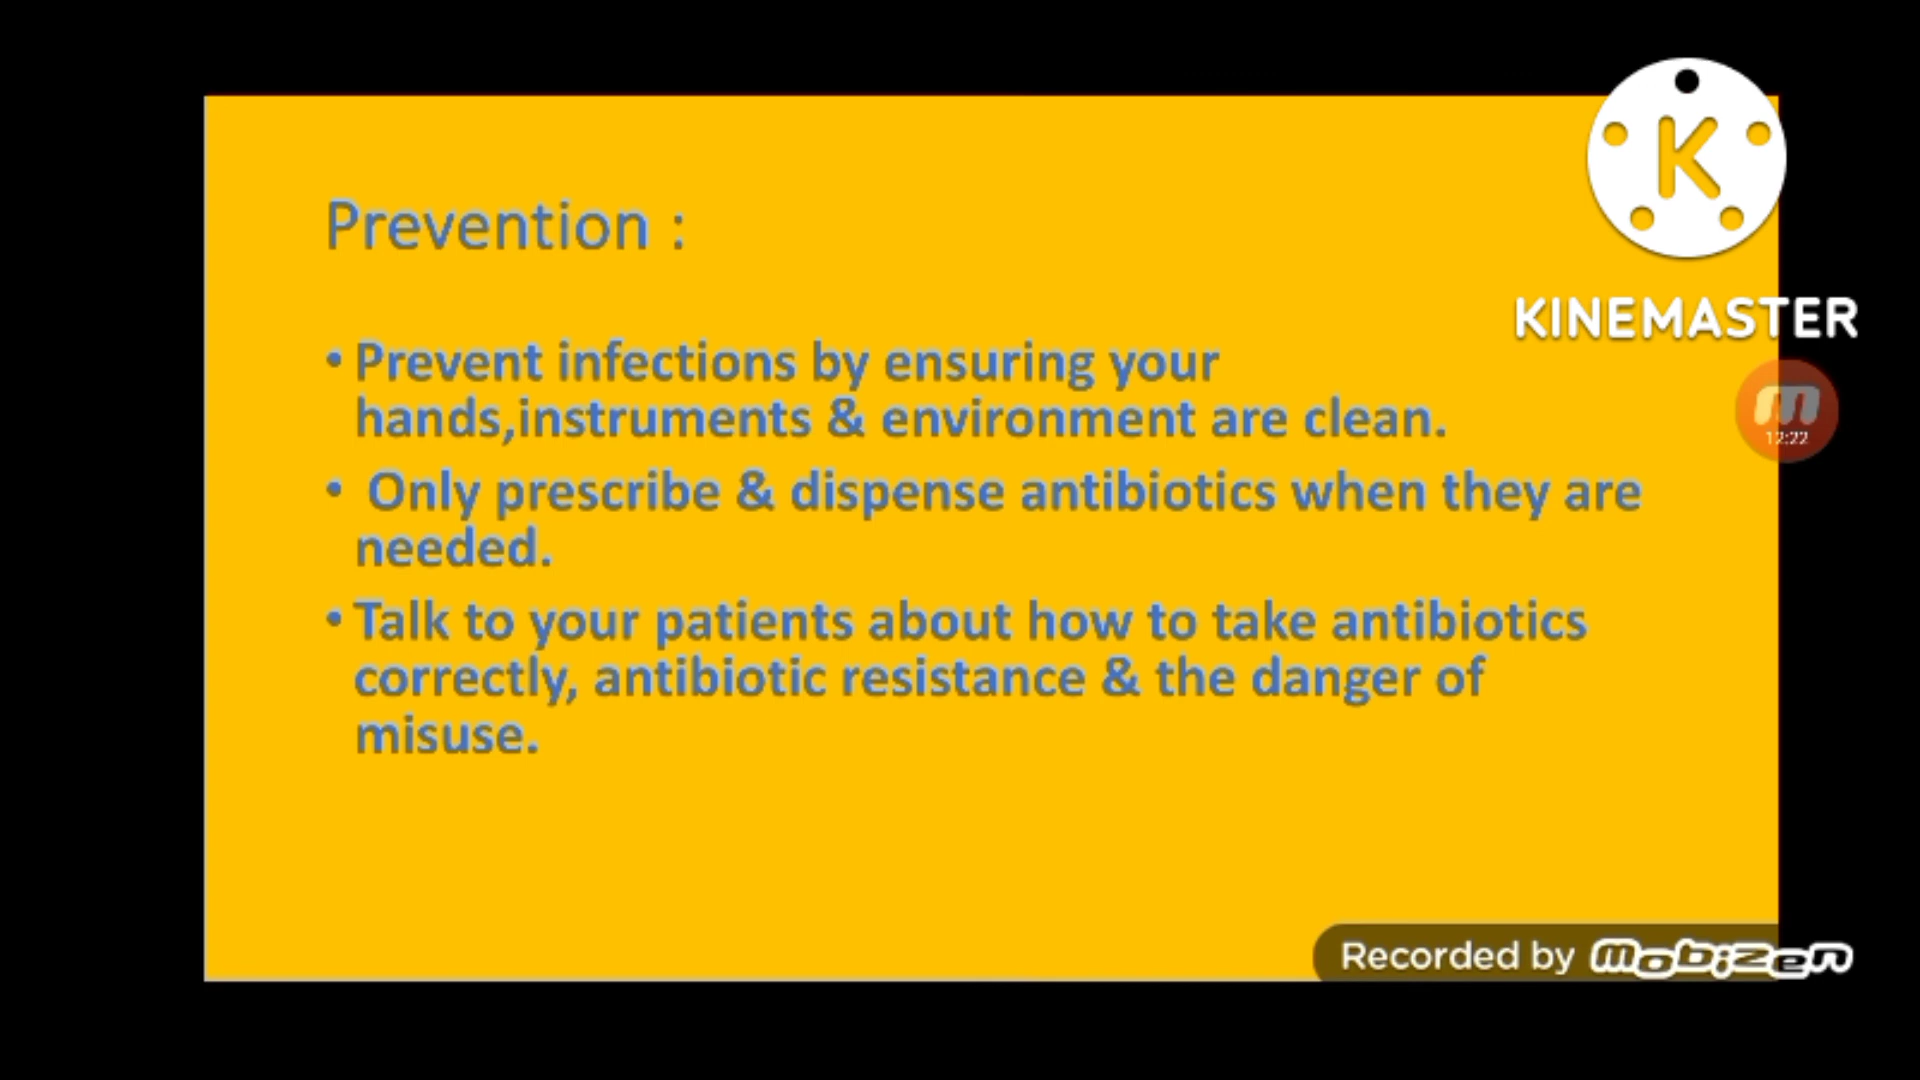 Prevention :
• Prevent infections by ensuring your
hands,instruments & environment are clean.
• Only prescribe & dispense antibiotics when they are
needed.
• Talk to your patients about how to take antibiotics
correctly, antibiotic resistance & the danger of
misuse.
K
KINEMASTER
m
12:22
Recorded by mobizen